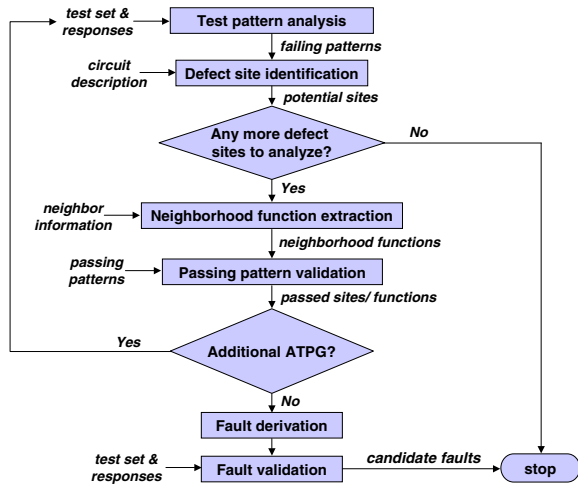 test set &
responses
Test pattern analysis
failing patterns
circuit
description
Defect site identification
potential sites
Any more defect
sites to analyze?
No
Yes
neighbor
information
Neighborhood function extraction
neighborhood functions
passing
patterns
Passing pattern validation
passed sites/ functions
Yes
Additional ATPG?
No
Fault derivation
test set &
responses
Fault validation
candidate faults
stop